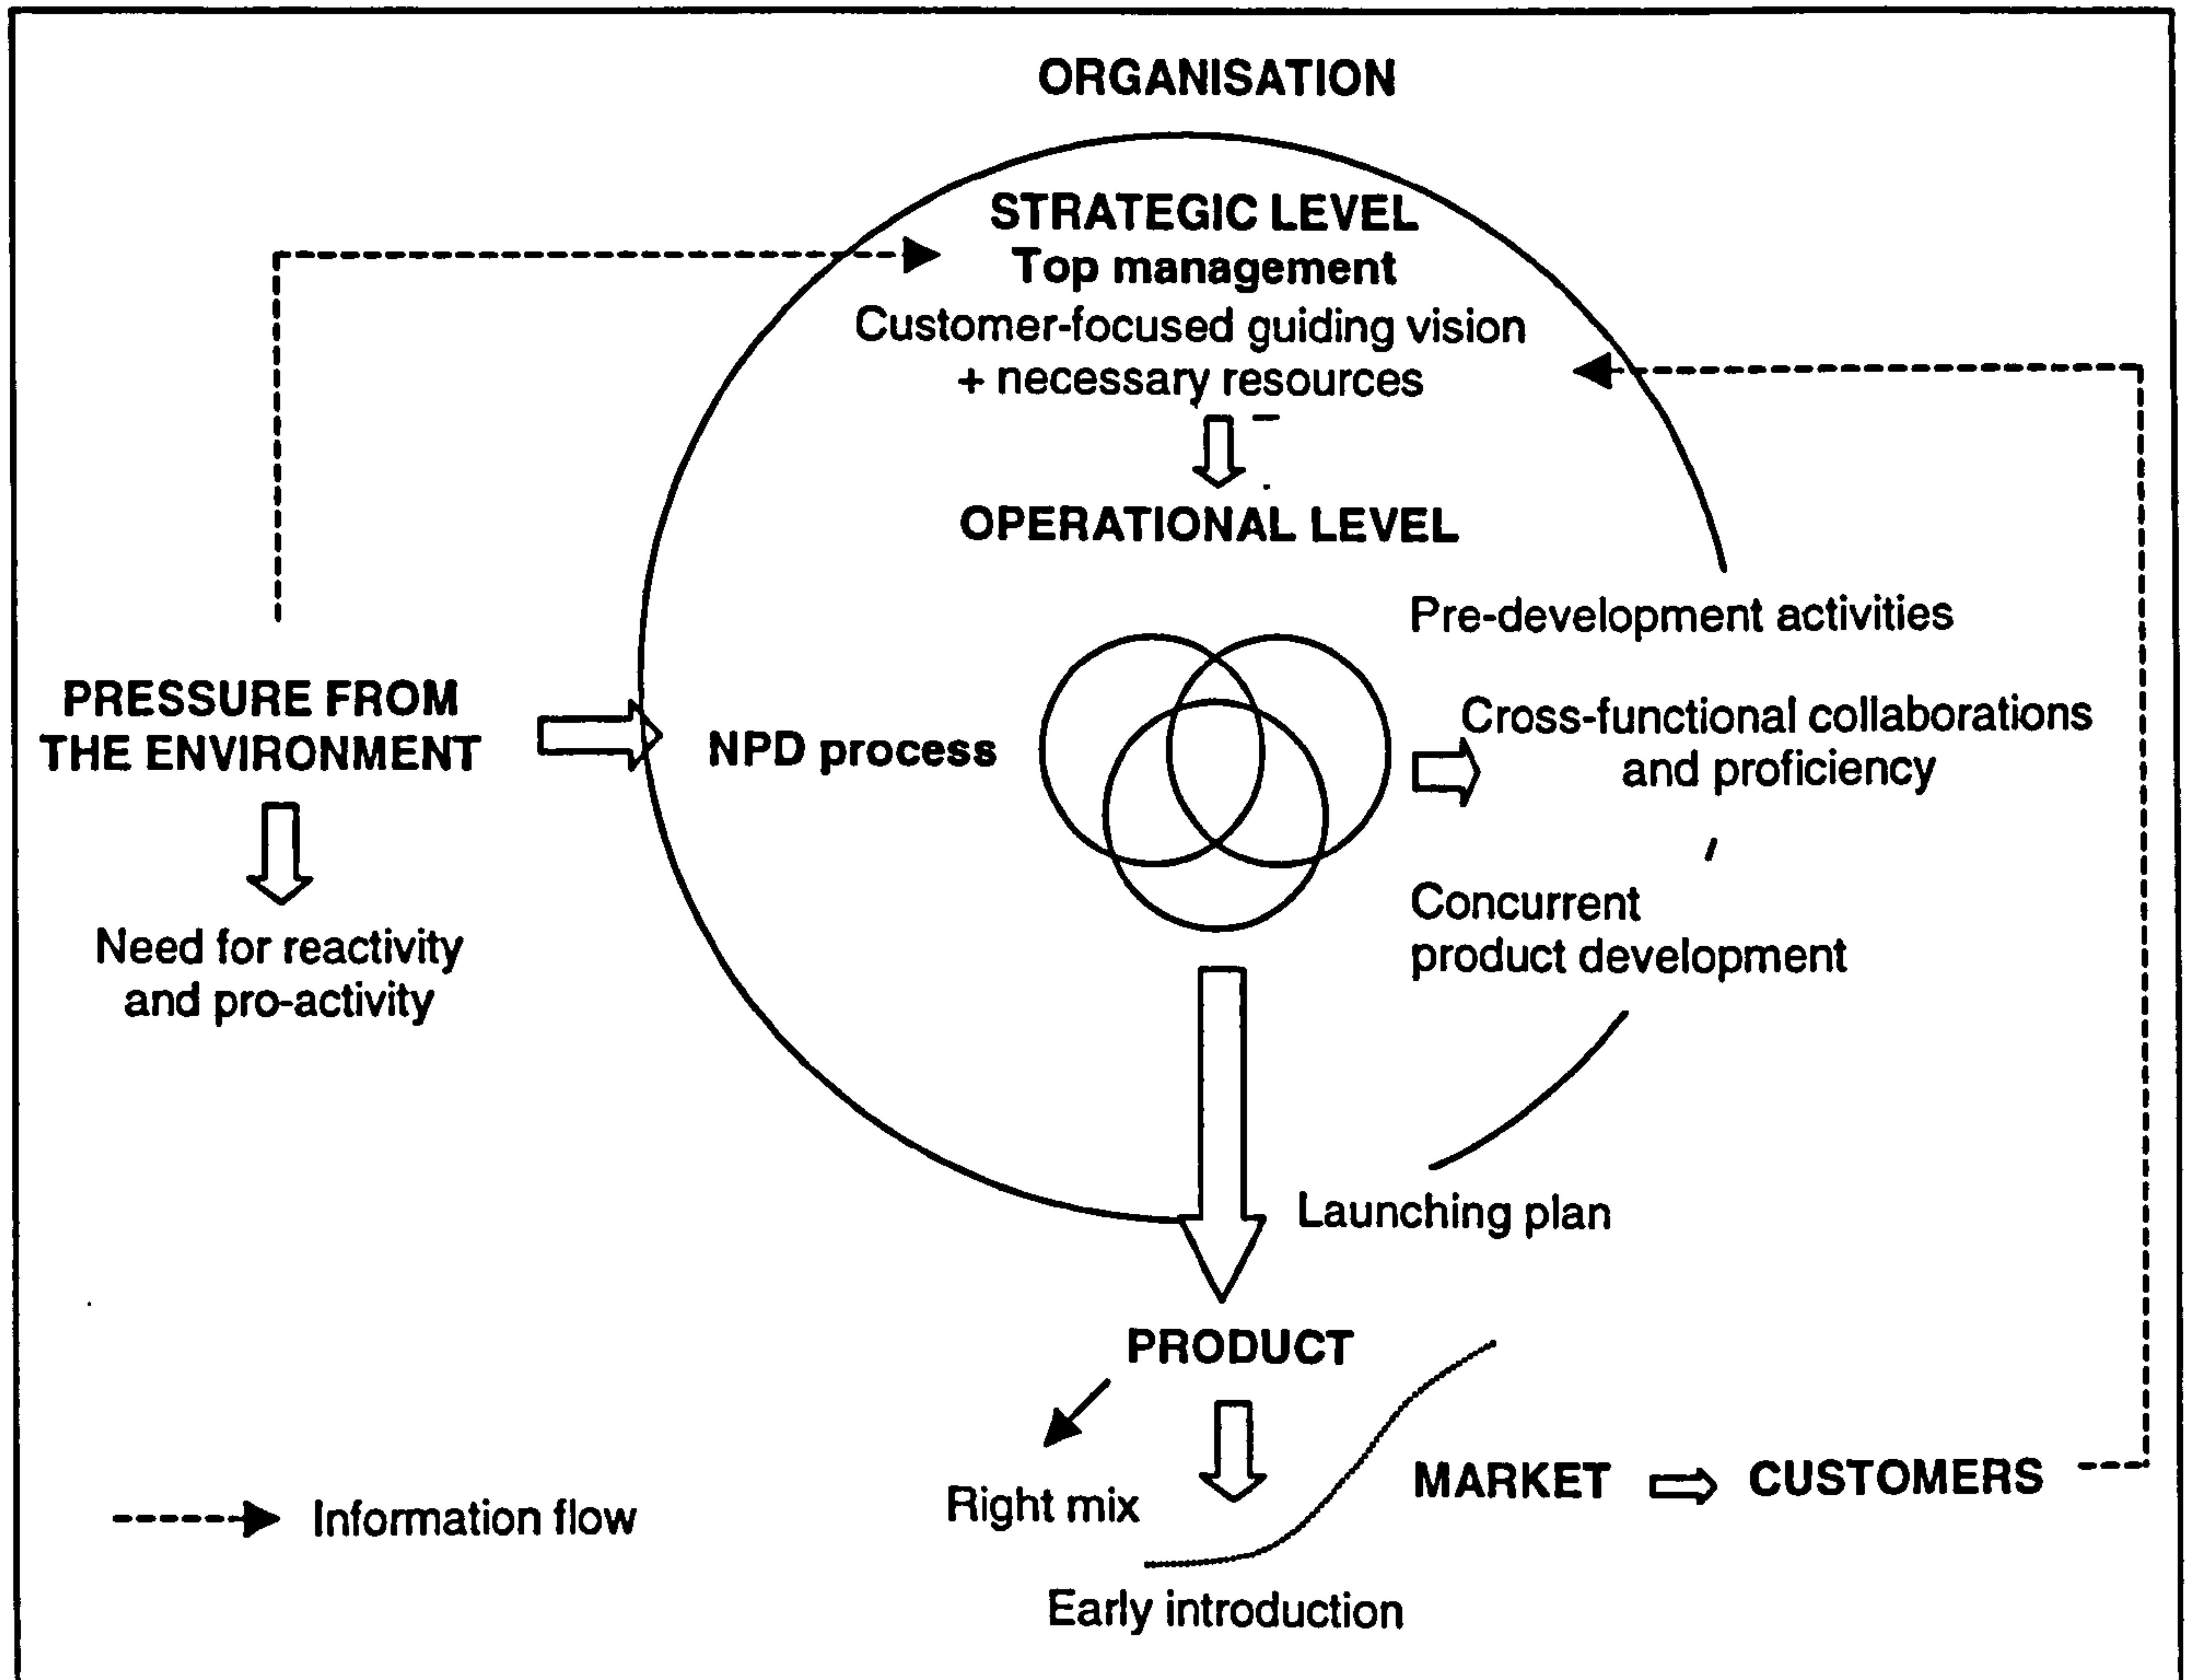 ORGANISATION
STRATEGIC LEVEL
Top management
Customer-focused guiding vision
+ necessary resources
OPERATIONAL LEVEL
Pre-development activities
PRESSURE FROM
THE ENVIRONMENT
NPD process
Cross-functional collaborations
and proficiency
Need for reactivity
and pro-activity
Concurrent
product development
Launching plan
PRODUCT
Right mix
MARKET
CUSTOMERS
Information flow
Early introduction